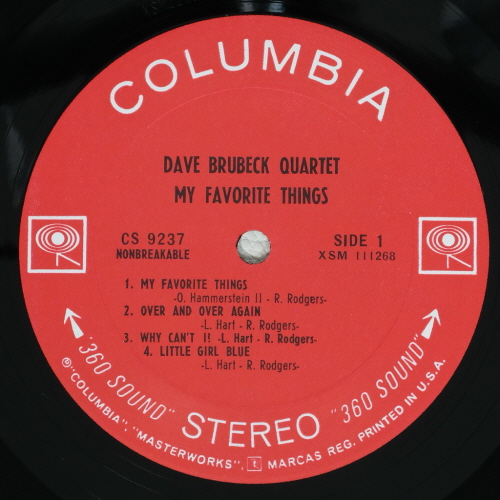 COLUMBIA
DAVE BRUBECK QUARTET
MY FAVORITE THINGS
CS 9237
NONBREAKABLE
SIDE 1
XSM 111268
1. MY FAVORITE THINGS
-O. Hammerstein II - R. Rodgers-
2. OVER AND OVER AGAIN
-L. Hart - R. Rodgers-
3. WHY CAN'T I! -L. Hart - R. Rodgers-
4. LITTLE GIRL BLUE
-L. Hart - R. Rodgers-
"360 SOUND" STEREO "360 SOUND"
℗"COLUMBIA", "MASTERWORKS", t MARCAS REG. PRINTED IN U.S.A.